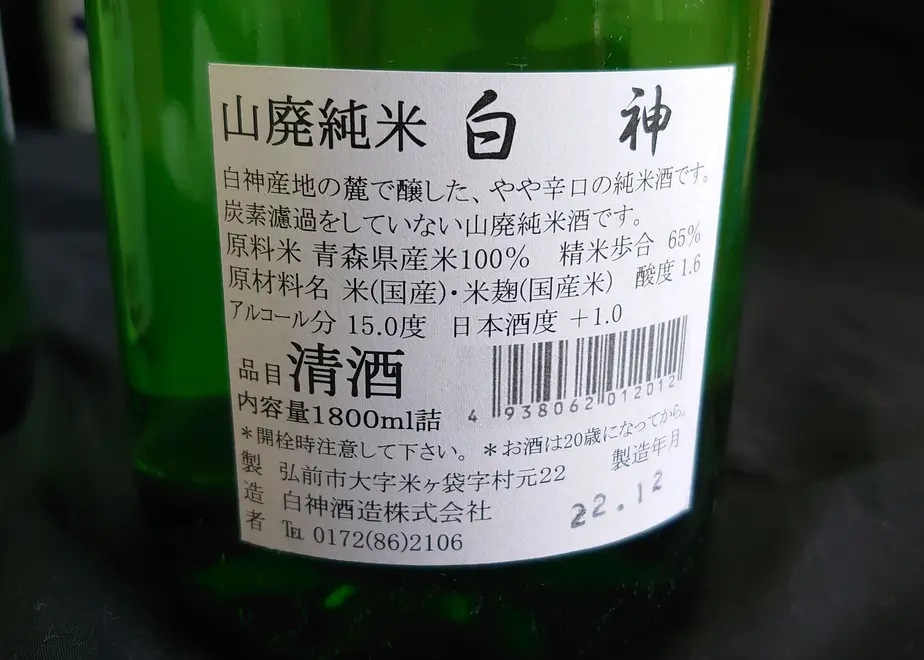 山廃純米 白神
白神産地の麓で醸した、やや辛口の純米酒です。
炭素濾過をしていない山廃純米酒です。
原料米 青森県産米100% 精米歩合 65%
原材料名 米(国産)・米麹(国産米) 酸度 1.6
アルコール分 15.0度 日本酒度 +1.0
品目 清酒
内容量1800ml詰
4 938062 012012
*開栓時注意して下さい。 *お酒は20歳になってから。
製造者 弘前市大字米ヶ袋字村元22
白神酒造株式会社
℡ 0172(86)2106
製造年月
22.12